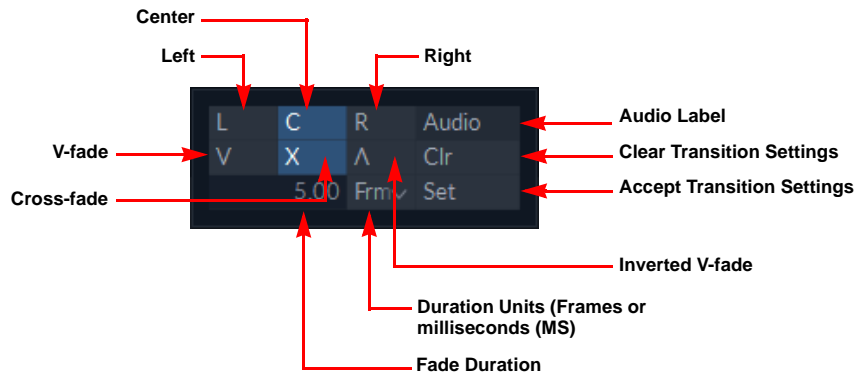 Center
Left
Right
L C R Audio
Audio Label
V-fade
V X Λ Clr
Clear Transition Settings
Cross-fade
5.00 Frm Set
Accept Transition Settings
Inverted V-fade
Duration Units (Frames or
milliseconds (MS)
Fade Duration